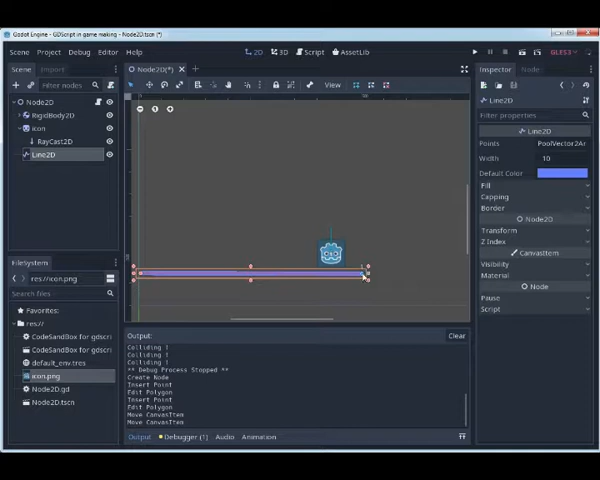 Godot Engine - GDScript in game making - Node2D.tscn (*)
Scene Project Debug Editor Help
2D 3D Script AssetLib
GLES3
Scene Import
Filter nodes
Node2D
RigidBody2D
icon
RayCast2D
Line2D
Node2D(*)
View
Inspector Node
Line2D
Filter properties
Line2D
Points PoolVector2Ar
Width 10
Default Color
Fill
Capping
Border
Node2D
Transform
Z Index
CanvasItem
Visibility
Material
Node
Pause
Script
FileSystem
res://icon.png
Search files
Favorites:
res://
CodeSandBox for gdscri
CodeSandBox for gdscri
default_env.tres
icon.png
Node2D.gd
Node2D.tscn
Output:
Clear
Colliding !
Colliding !
Colliding !
** Debug Process Stopped **
Create Node
Insert Point
Edit Polygon
Insert Point
Edit Polygon
Move CanvasItem
Move CanvasItem
Output Debugger (1) Audio Animation